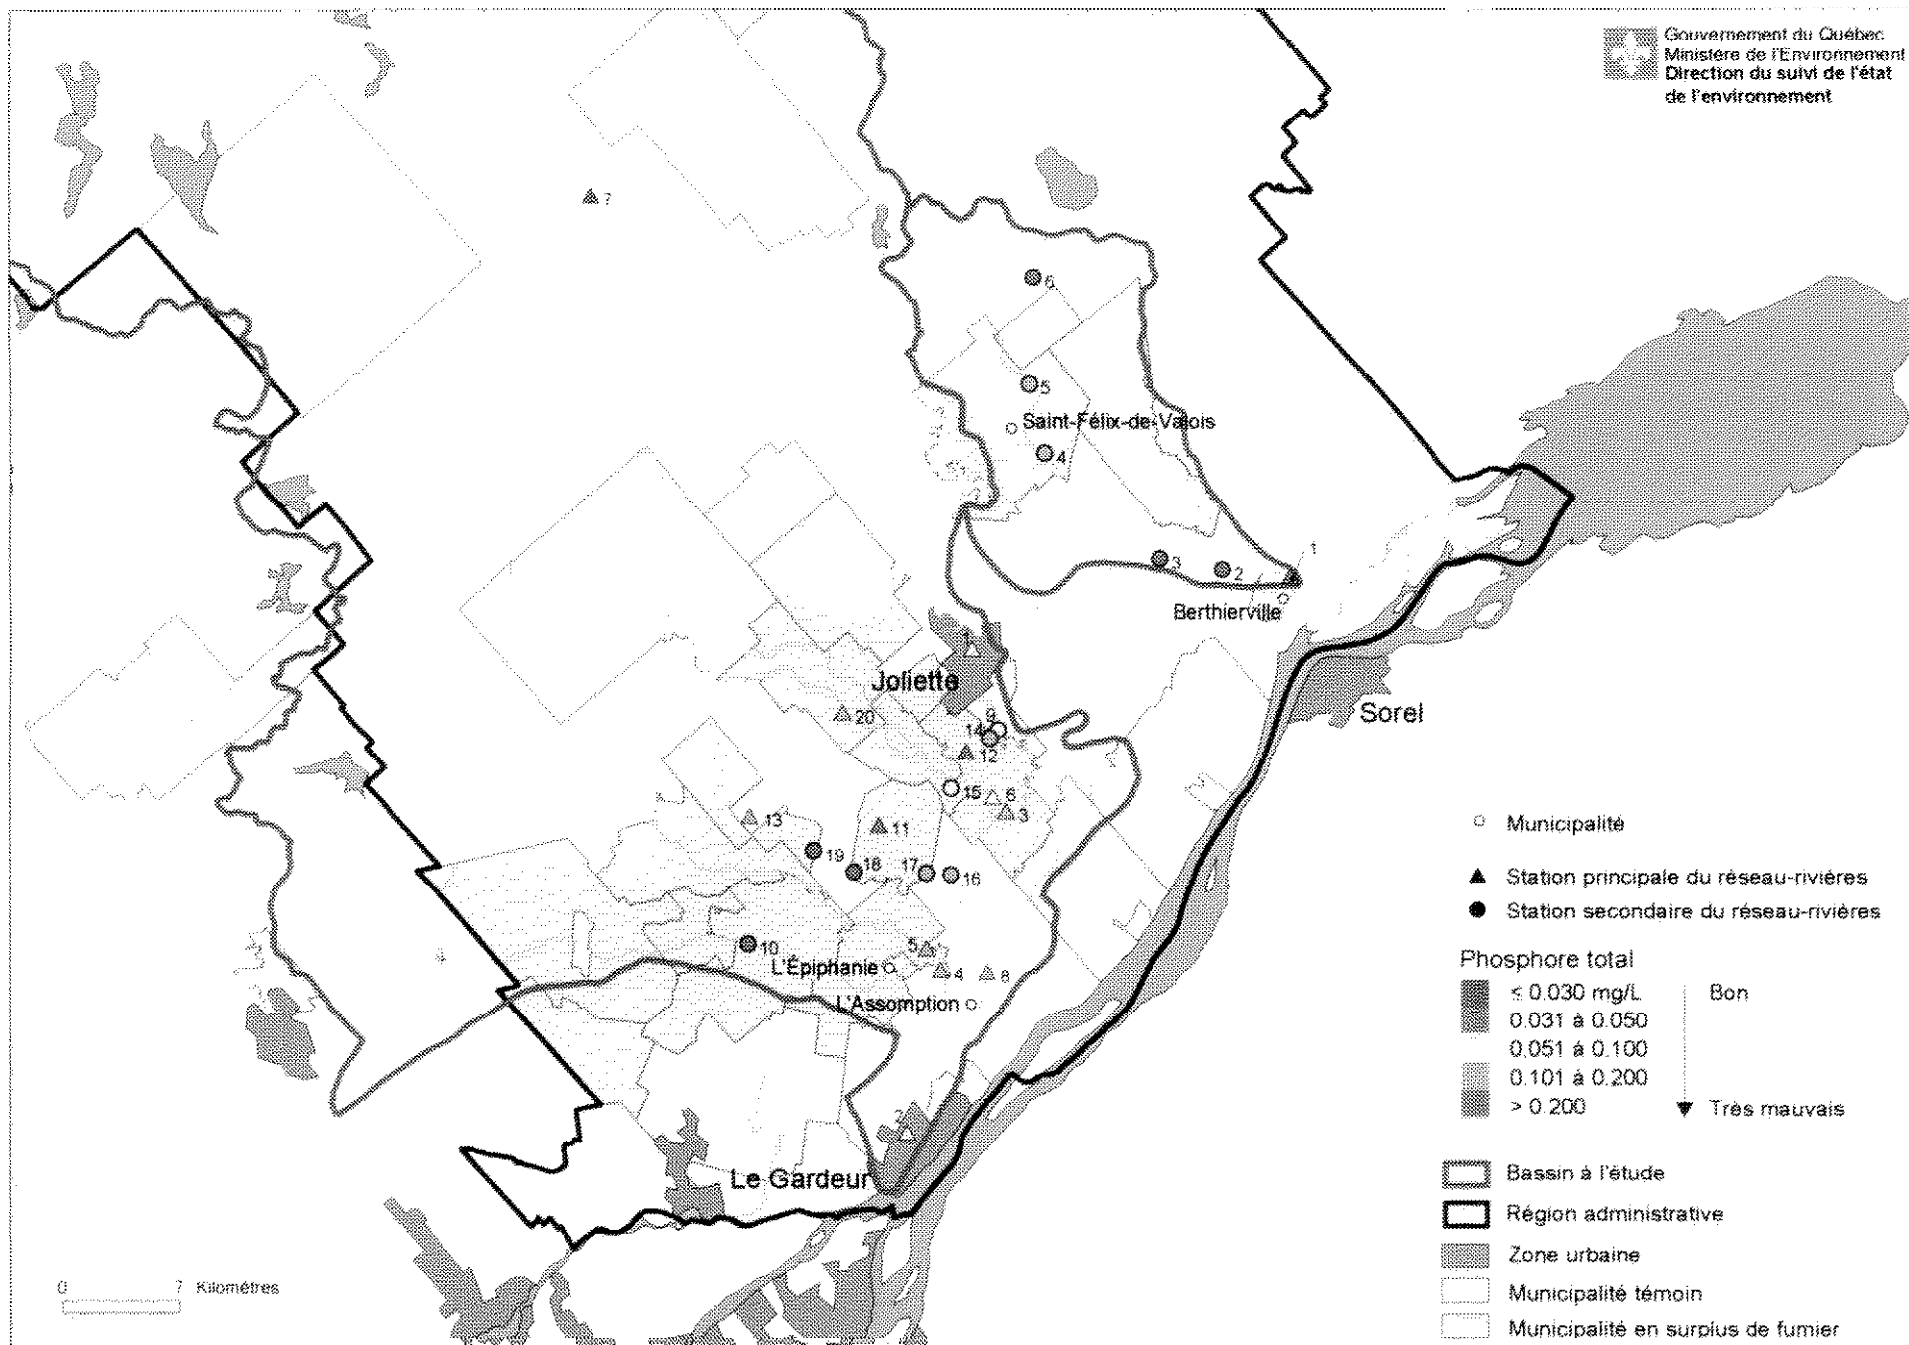 Gouvernement du Québec
Ministère de l'Environnement
Direction du suivi de l'état
de l'environnement
7
6
5
Saint-Félix-de-Valois
4
1
3
2
Berthierville
1
Joliette
Sorel
20
9
14
12
15
6
3
13
11
19
18
17
16
10
5
L'Épiphanie
4
8
L'Assomption
2
Le Gardeur
Municipalité
Station principale du réseau-rivières
Station secondaire du réseau-rivières
Phosphore total
≤ 0.030 mg/L Bon
0.031 à 0.050
0.051 à 0.100
0.101 à 0.200
> 0.200 Très mauvais
Bassin à l'étude
Région administrative
Zone urbaine
Municipalité témoin
Municipalité en surplus de fumier
0 7 Kilomètres